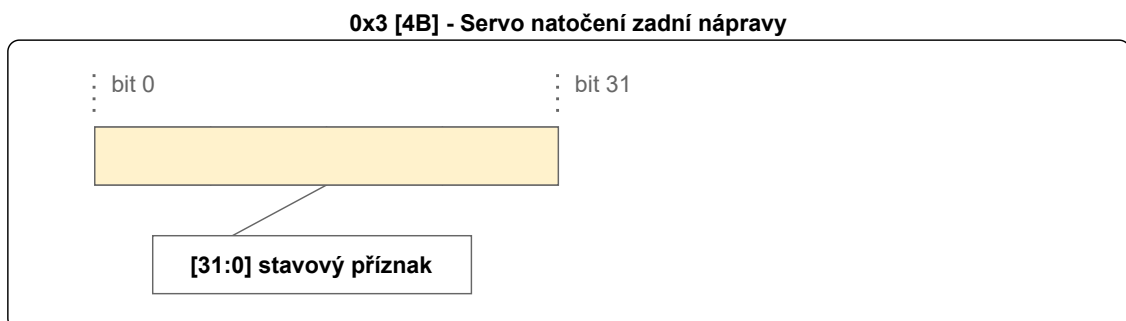 0x3 [4B] - Servo natočení zadní nápravy
bit 0
bit 31
[31:0] stavový příznak